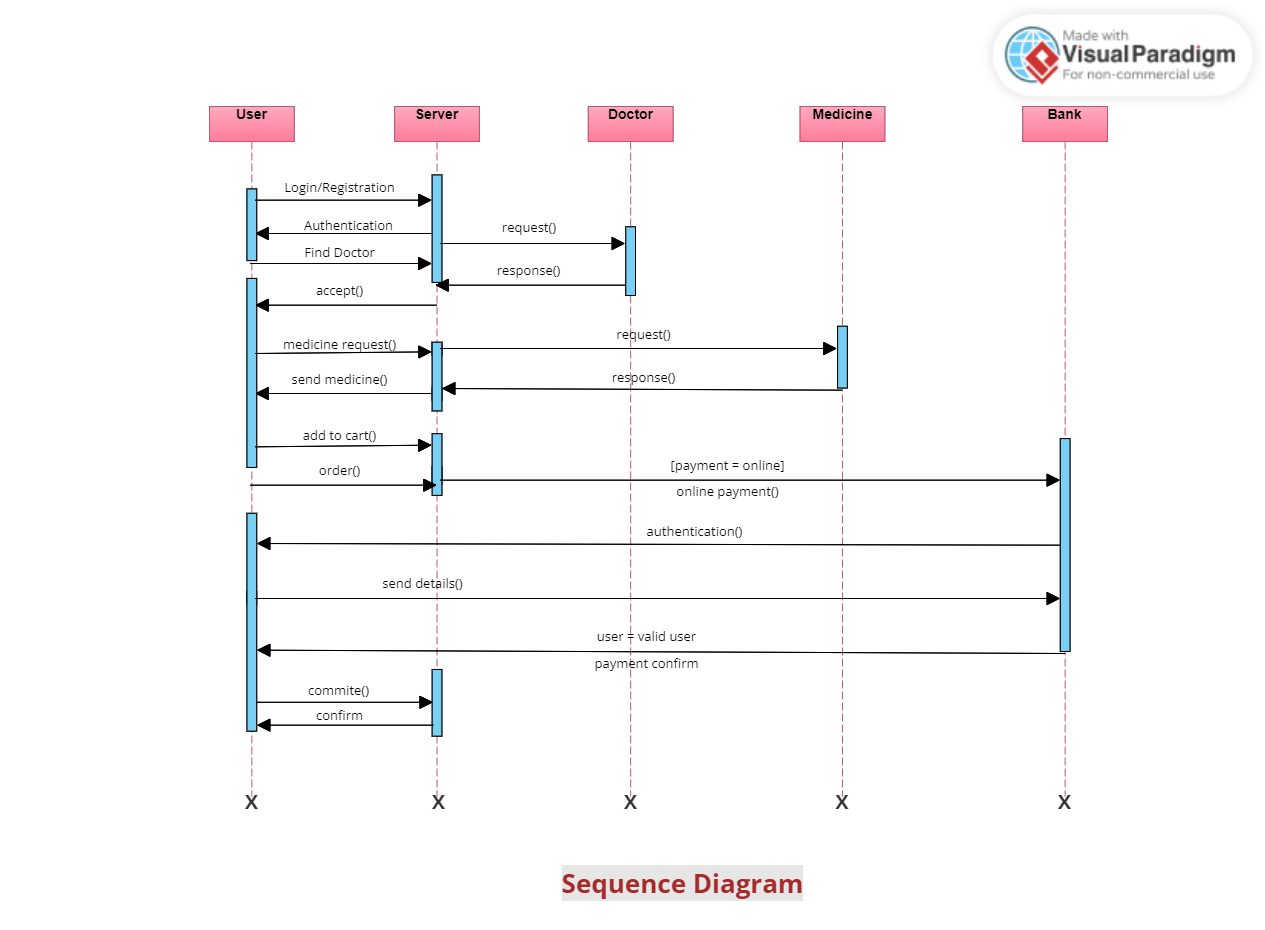 Made with
Visual Paradigm
For non-commercial use
User
Server
Doctor
Medicine
Bank
Login/Registration
Authentication
request()
Find Doctor
response()
accept()
request()
medicine request()
response()
send medicine()
add to cart()
[payment = online]
order()
online payment()
authentication()
send details()
user = valid user
payment confirm
commite()
confirm
X
X
X
X
X
Sequence Diagram